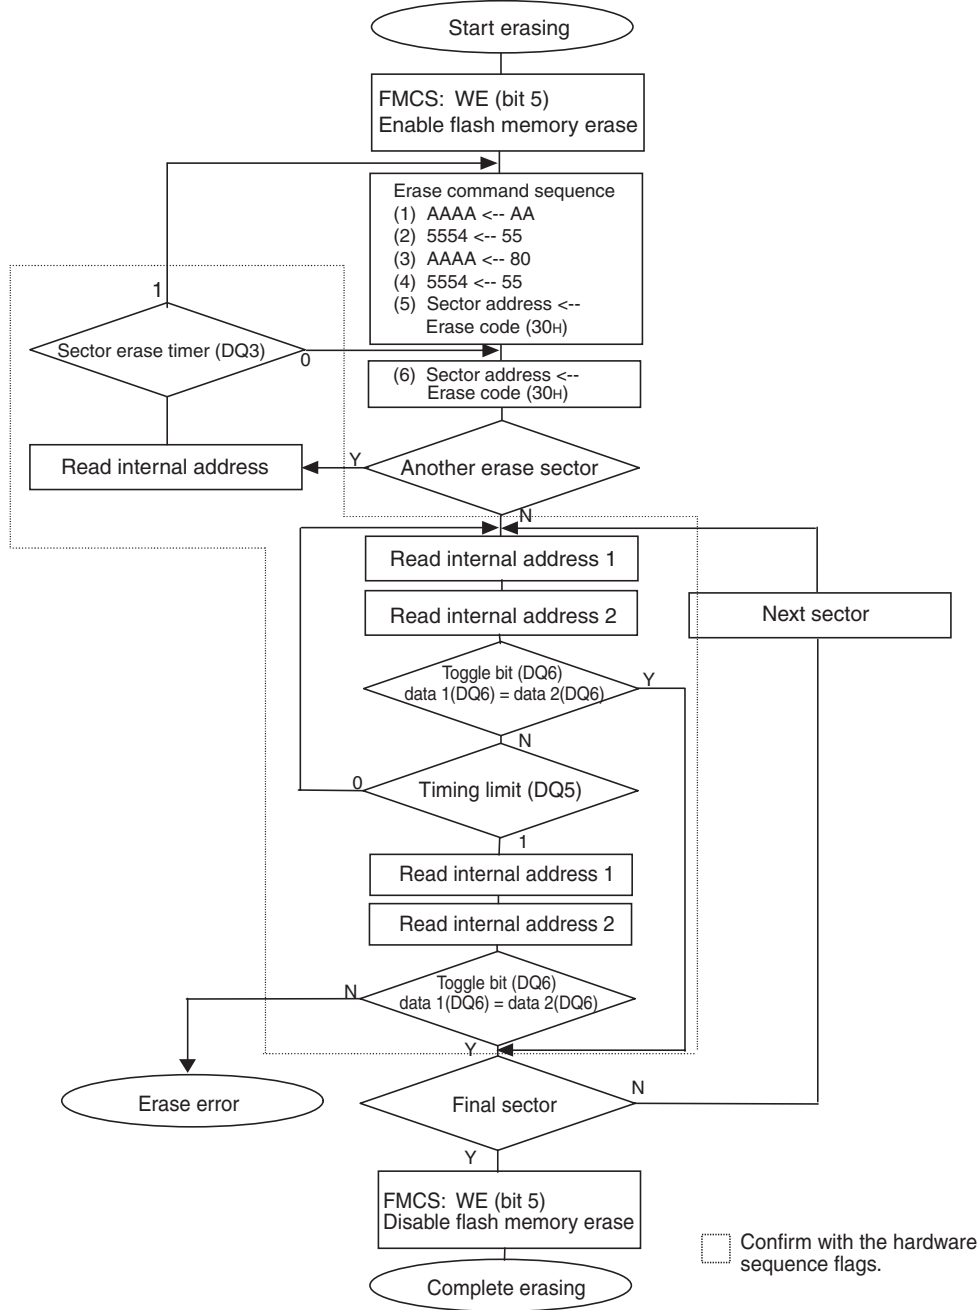 Start erasing
FMCS: WE (bit 5)
Enable flash memory erase
Erase command sequence
(1) AAAA <-- AA
(2) 5554 <-- 55
(3) AAAA <-- 80
(4) 5554 <-- 55
(5) Sector address <--
Erase code (30H)
1
Sector erase timer (DQ3)
0
(6) Sector address <--
Erase code (30H)
Read internal address
Y
Another erase sector
N
Read internal address 1
Read internal address 2
Next sector
Toggle bit (DQ6)
data 1(DQ6) = data 2(DQ6)
Y
N
0
Timing limit (DQ5)
1
Read internal address 1
Read internal address 2
Toggle bit (DQ6)
data 1(DQ6) = data 2(DQ6)
N
Y
Erase error
Final sector
N
Y
FMCS: WE (bit 5)
Disable flash memory erase
Complete erasing
Confirm with the hardware
sequence flags.